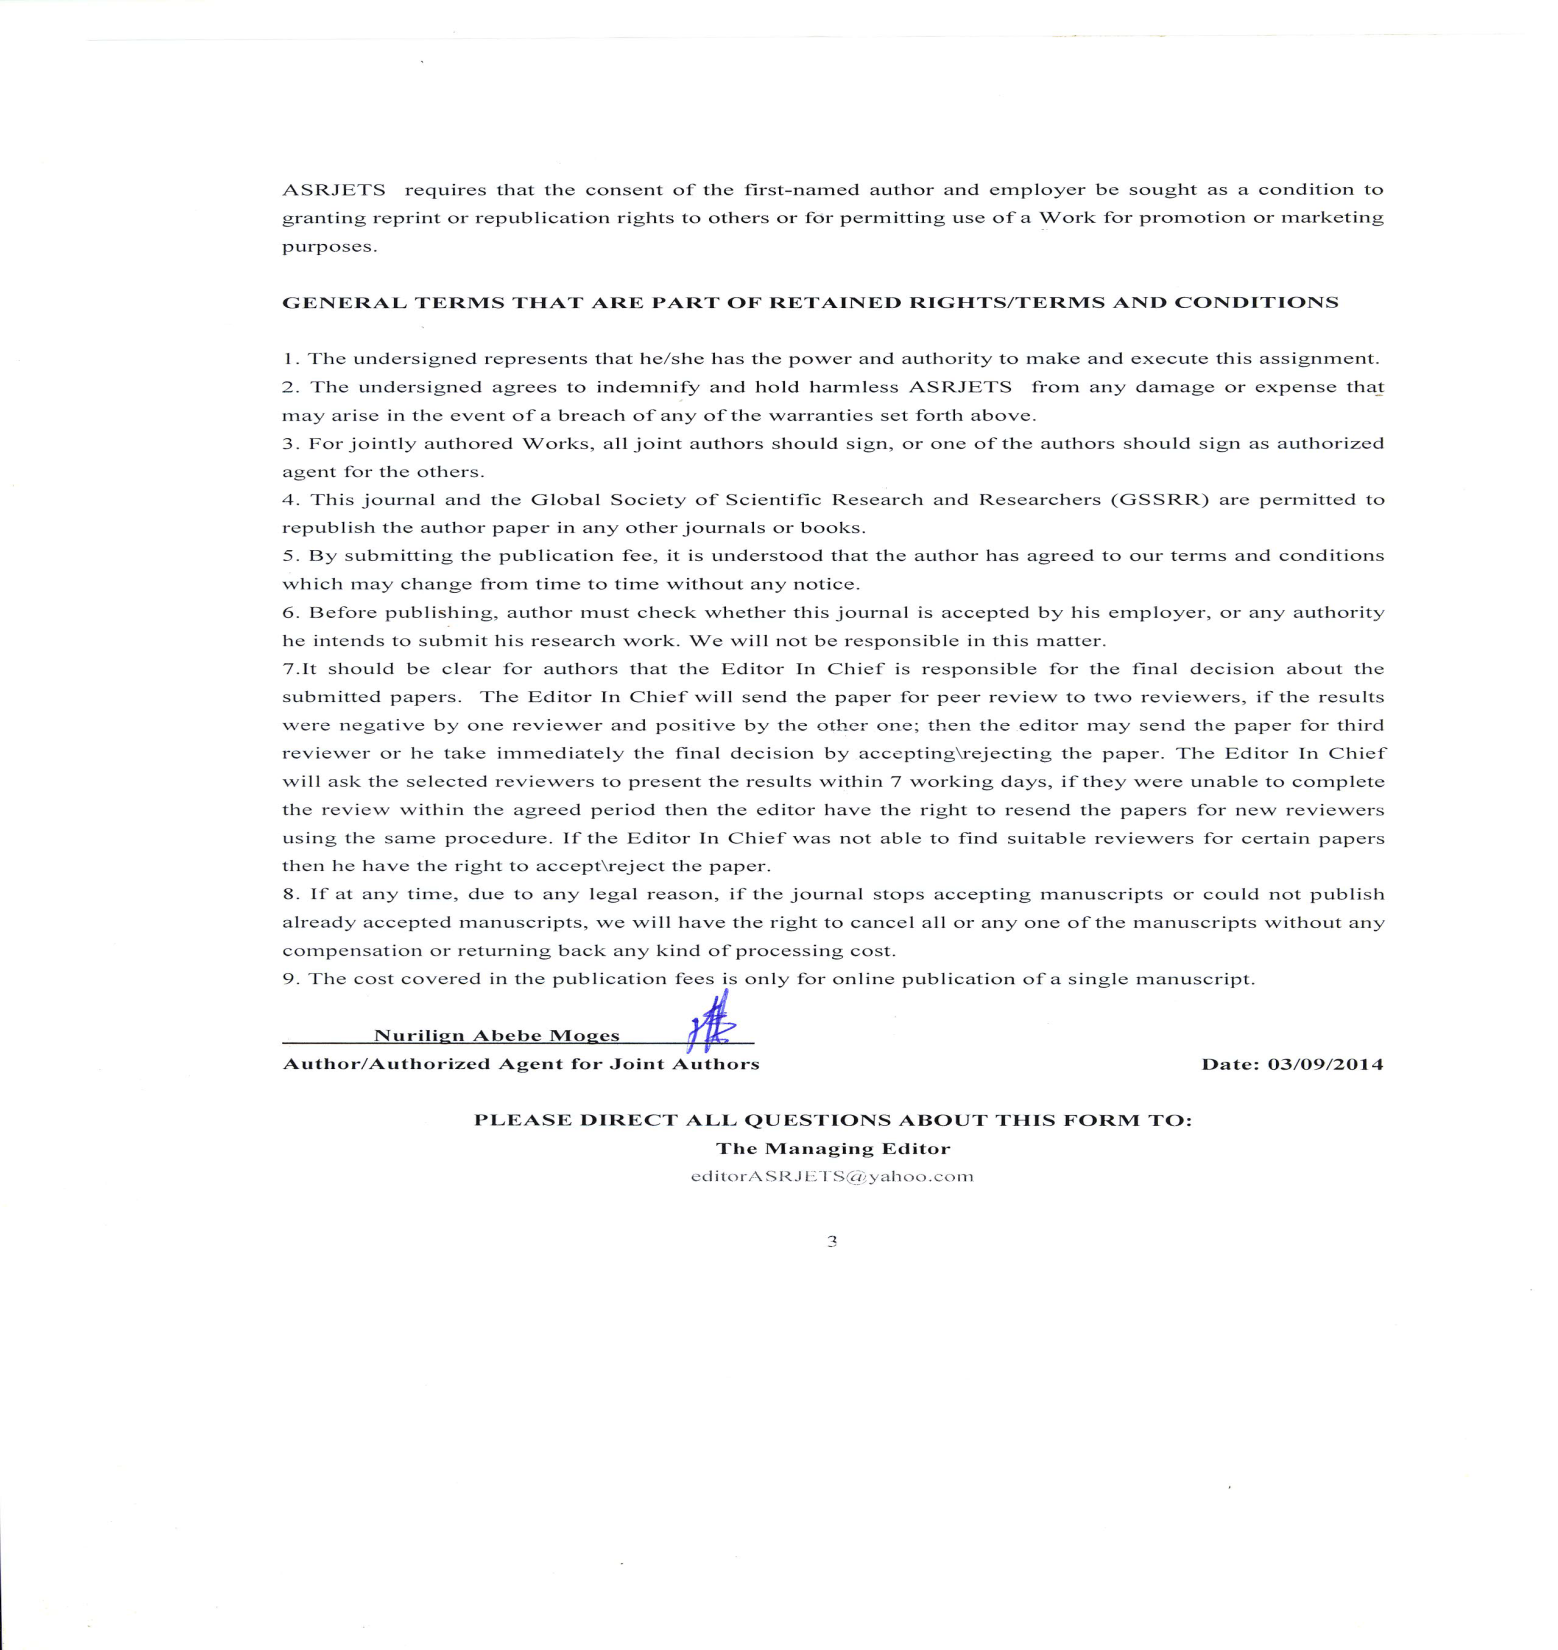 ASRJETS requires that the consent of the first-named author and employer be sought as a condition to
granting reprint or republication rights to others or for permitting use of a Work for promotion or marketing
purposes.
GENERAL TERMS THAT ARE PART OF RETAINED RIGHTS/TERMS AND CONDITIONS
1. The undersigned represents that he/she has the power and authority to make and execute this assignment.
2. The undersigned agrees to indemnify and hold harmless ASRJETS from any damage or expense that
may arise in the event of a breach of any of the warranties set forth above.
3. For jointly authored Works, all joint authors should sign, or one of the authors should sign as authorized
agent for the others.
4. This journal and the Global Society of Scientific Research and Researchers (GSSRR) are permitted to
republish the author paper in any other journals or books.
5. By submitting the publication fee, it is understood that the author has agreed to our terms and conditions
which may change from time to time without any notice.
6. Before publishing, author must check whether this journal is accepted by his employer, or any authority
he intends to submit his research work. We will not be responsible in this matter.
7.It should be clear for authors that the Editor In Chief is responsible for the final decision about the
submitted papers. The Editor In Chief will send the paper for peer review to two reviewers, if the results
were negative by one reviewer and positive by the other one; then the editor may send the paper for third
reviewer or he take immediately the final decision by accepting\rejecting the paper. The Editor In Chief
will ask the selected reviewers to present the results within 7 working days, if they were unable to complete
the review within the agreed period then the editor have the right to resend the papers for new reviewers
using the same procedure. If the Editor In Chief was not able to find suitable reviewers for certain papers
then he have the right to accept\reject the paper.
8. If at any time, due to any legal reason, if the journal stops accepting manuscripts or could not publish
already accepted manuscripts, we will have the right to cancel all or any one of the manuscripts without any
compensation or returning back any kind of processing cost.
9. The cost covered in the publication fees is only for online publication of a single manuscript.
Nurilign Abebe Moges
Author/Authorized Agent for Joint Authors Date: 03/09/2014
PLEASE DIRECT ALL QUESTIONS ABOUT THIS FORM TO:
The Managing Editor
editorASRJETS@yahoo.com
3